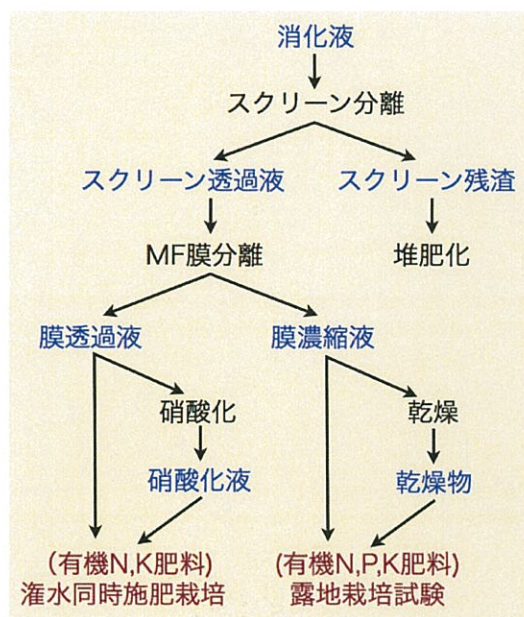 消化液
スクリーン分離
スクリーン透過液
スクリーン残渣
MF膜分離
堆肥化
膜透過液
膜濃縮液
硝酸化
乾燥
硝酸化液
乾燥物
(有機N,K肥料)
灌水同時施肥栽培
(有機N,P,K肥料)
露地栽培試験